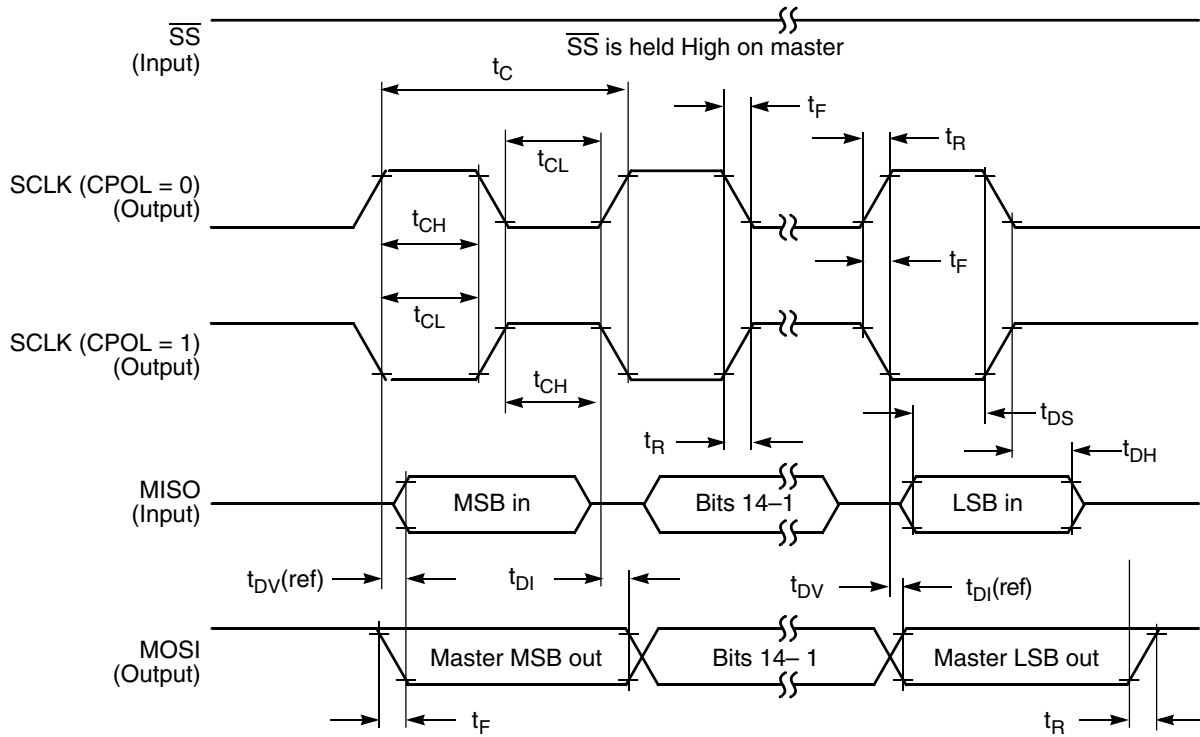 SS
(Input)
SS is held High on master
tC
tF
tR
tCL
SCLK (CPOL = 0)
(Output)
tCH
tF
tCL
SCLK (CPOL = 1)
(Output)
tCH
tDS
tR
tDH
MISO
(Input)
MSB in
Bits 14–1
LSB in
tDV(ref)
tDI
tDV
tDI(ref)
MOSI
(Output)
Master MSB out
Bits 14– 1
Master LSB out
tF
tR